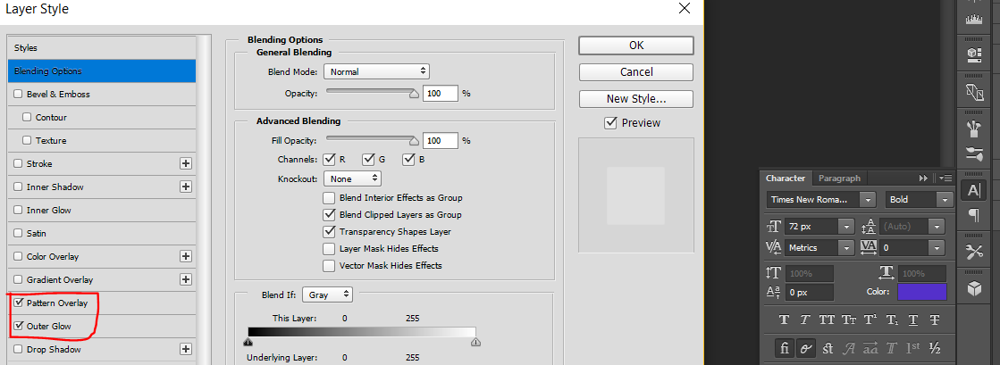 Layer Style
Styles
Blending Options
Bevel & Emboss
Contour
Texture
Stroke
Inner Shadow
Inner Glow
Satin
Color Overlay
Gradient Overlay
Pattern Overlay
Outer Glow
Drop Shadow
Blending Options
General Blending
Blend Mode: Normal
Opacity: 100 %
Advanced Blending
Fill Opacity: 100 %
Channels: R G B
Knockout: None
Blend Interior Effects as Group
Blend Clipped Layers as Group
Transparency Shapes Layer
Layer Mask Hides Effects
Vector Mask Hides Effects
Blend If: Gray
This Layer: 0 255
Underlying Layer: 0 255
OK
Cancel
New Style...
Preview
Character Paragraph
Times New Roma... Bold
72 px (Auto)
Metrics 0
100% 100%
0 px Color:
T T TT TT T¹ T₁ T T
fi st A aa T 1st ½